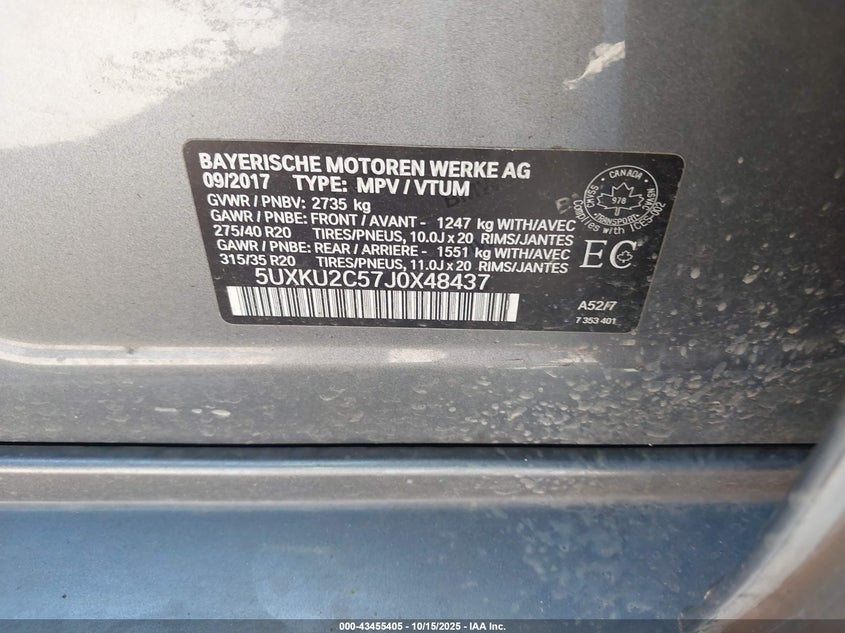 BAYERISCHE MOTOREN WERKE AG
09/2017 TYPE: MPV / VTUM
GVWR / PNBV: 2735 kg
GAWR / PNBE: FRONT / AVANT - 1247 kg WITH/AVEC
275/40 R20 TIRES/PNEUS, 10.0J x 20 RIMS/JANTES
GAWR / PNBE: REAR / ARRIERE - 1551 kg WITH/AVEC
315/35 R20 TIRES/PNEUS, 11.0J x 20 RIMS/JANTES
5UXKU2C57J0X48437
CANADA
978
TRANSPORT
Complies with ICES-002
EC
A52/7
7 353 401
000-43455405 - 10/15/2025 - IAA Inc.